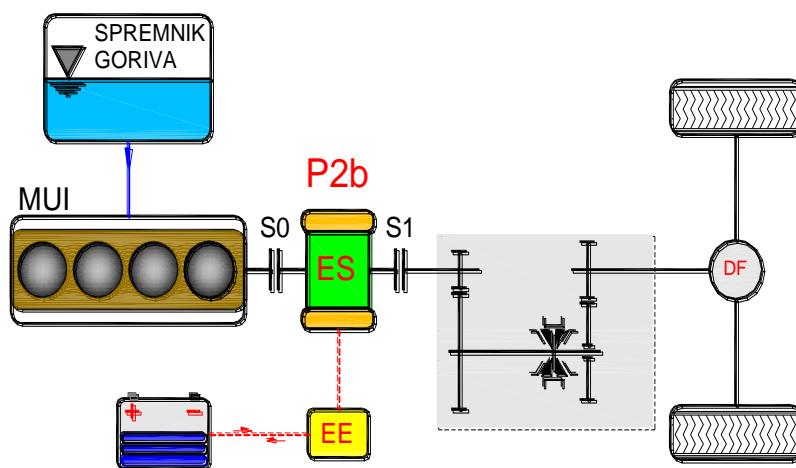 SPREMNIK
GORIVA
P2b
MUI
S0
S1
ES
DF
+ -
EE